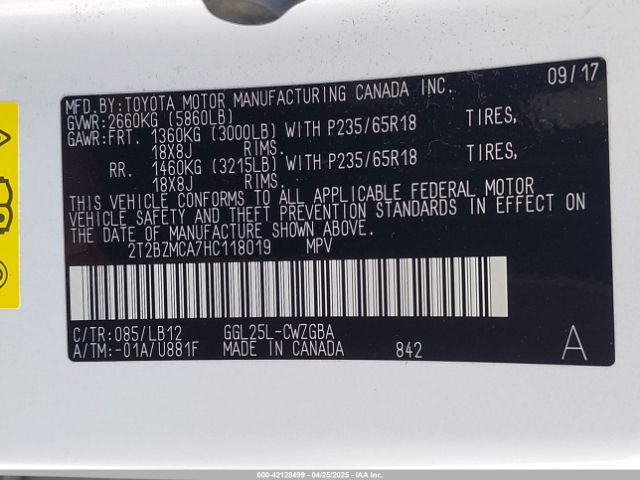 MFD. BY:TOYOTA MOTOR MANUFACTURING CANADA INC. 09/17
GVWR:2660KG (5860LB)
GAWR:FRT. 1360KG (3000LB) WITH P235/65R18 TIRES,
18X8J RIMS.
RR. 1460KG (3215LB) WITH P235/65R18 TIRES,
18X8J RIMS.
THIS VEHICLE CONFORMS TO ALL APPLICABLE FEDERAL MOTOR
VEHICLE SAFETY AND THEFT PREVENTION STANDARDS IN EFFECT ON
THE DATE OF MANUFACTURE SHOWN ABOVE.
2T2BZMCA7HC118019 MPV
C/TR: 085/LB12 GGL25L-CWZGBA
A/TM: -01A/U881F MADE IN CANADA 842 A
000-42128499 - 04/25/2025 - IAA Inc.